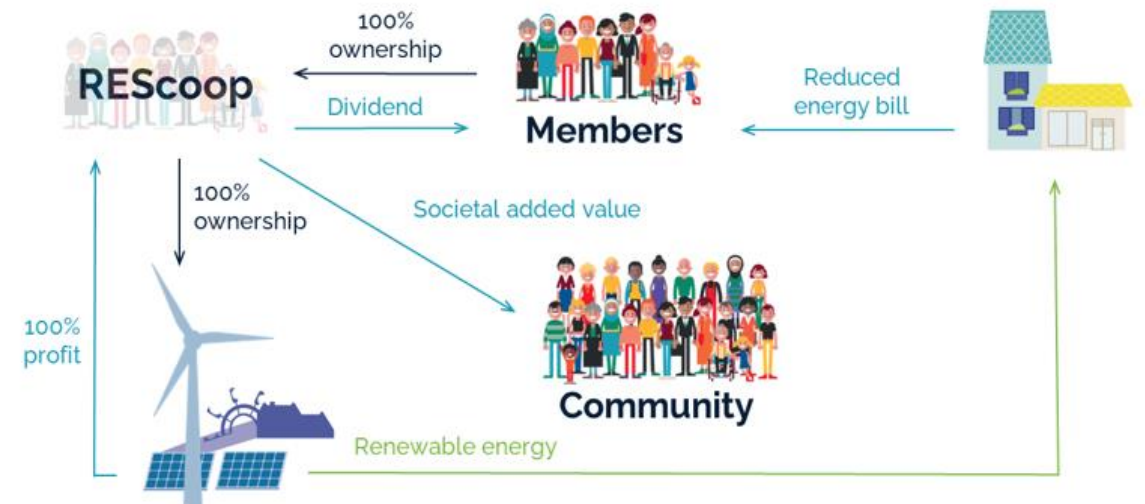 100%
ownership
REScoop
Dividend
Members
Reduced
energy bill
100%
ownership
Societal added value
100%
profit
Community
Renewable energy